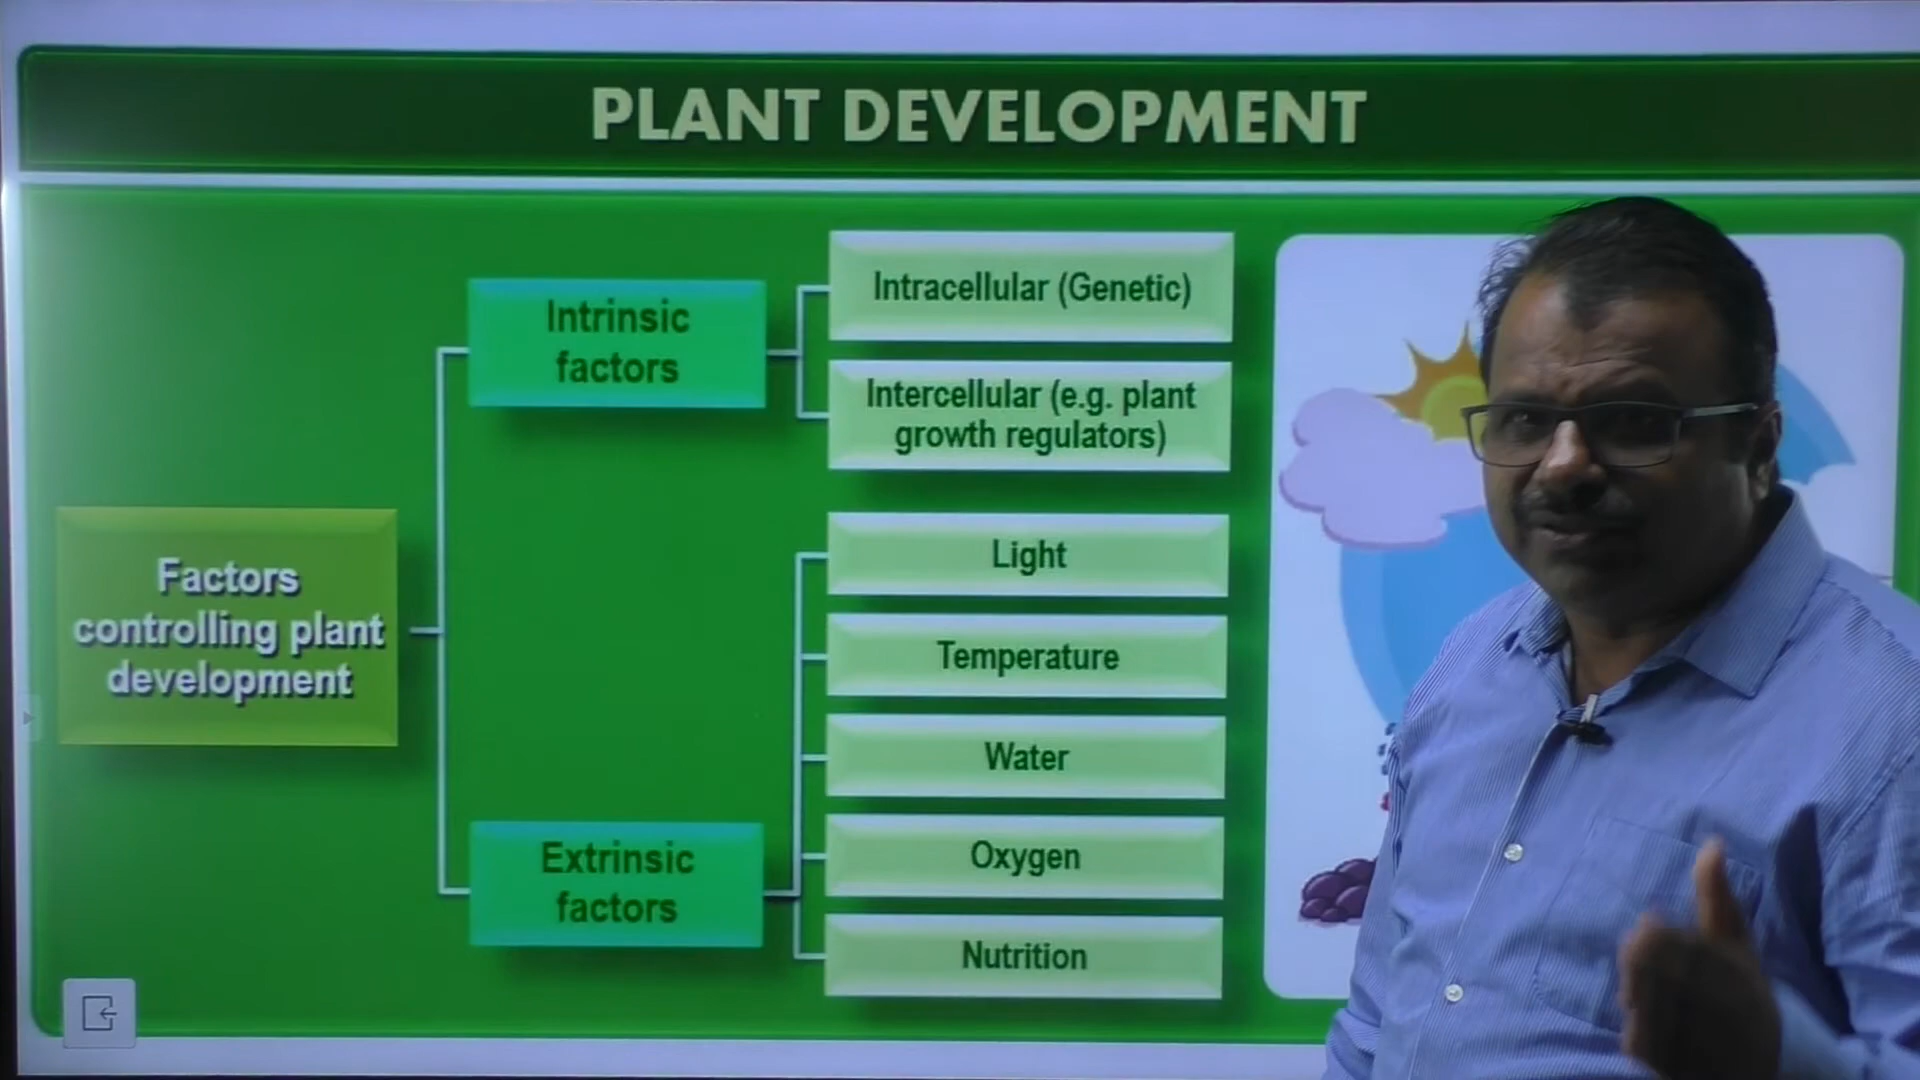 PLANT DEVELOPMENT
Factors
controlling plant
development
Intrinsic
factors
Intracellular (Genetic)
Intercellular (e.g. plant
growth regulators)
Extrinsic
factors
Light
Temperature
Water
Oxygen
Nutrition